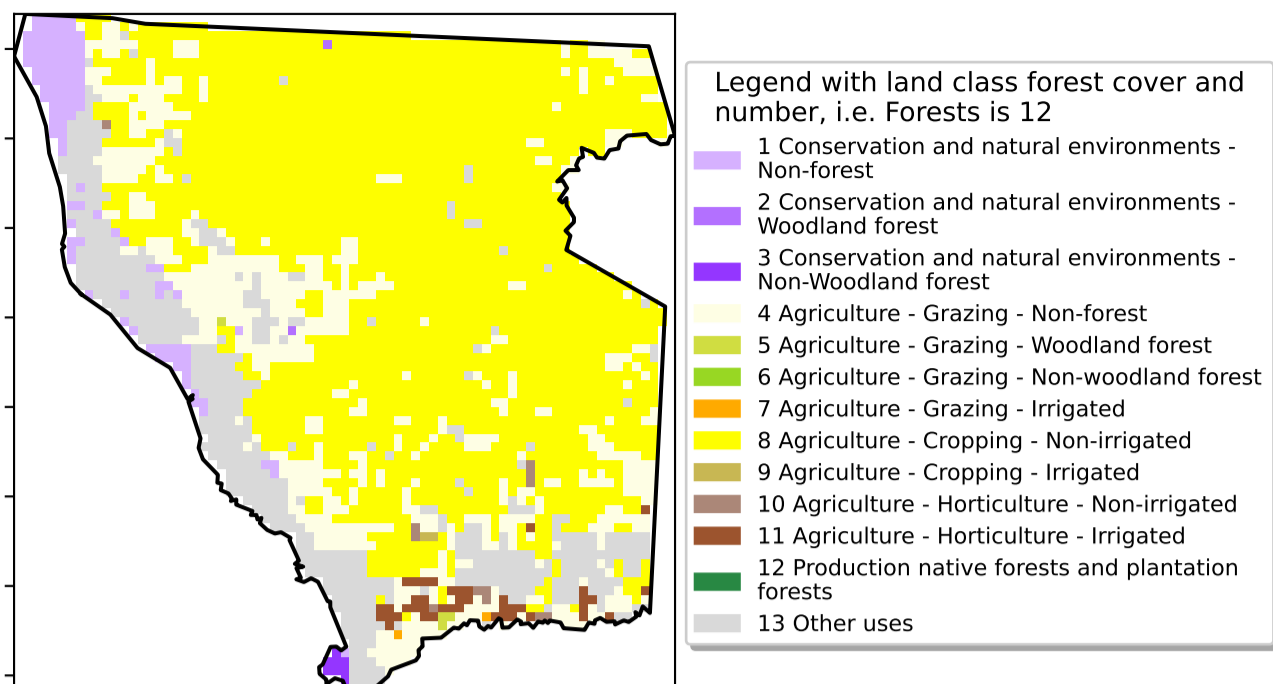 Legend with land class forest cover and
number, i.e. Forests is 12
1 Conservation and natural environments -
Non-forest
2 Conservation and natural environments -
Woodland forest
3 Conservation and natural environments -
Non-Woodland forest
4 Agriculture - Grazing - Non-forest
5 Agriculture - Grazing - Woodland forest
6 Agriculture - Grazing - Non-woodland forest
7 Agriculture - Grazing - Irrigated
8 Agriculture - Cropping - Non-irrigated
9 Agriculture - Cropping - Irrigated
10 Agriculture - Horticulture - Non-irrigated
11 Agriculture - Horticulture - Irrigated
12 Production native forests and plantation
forests
13 Other uses